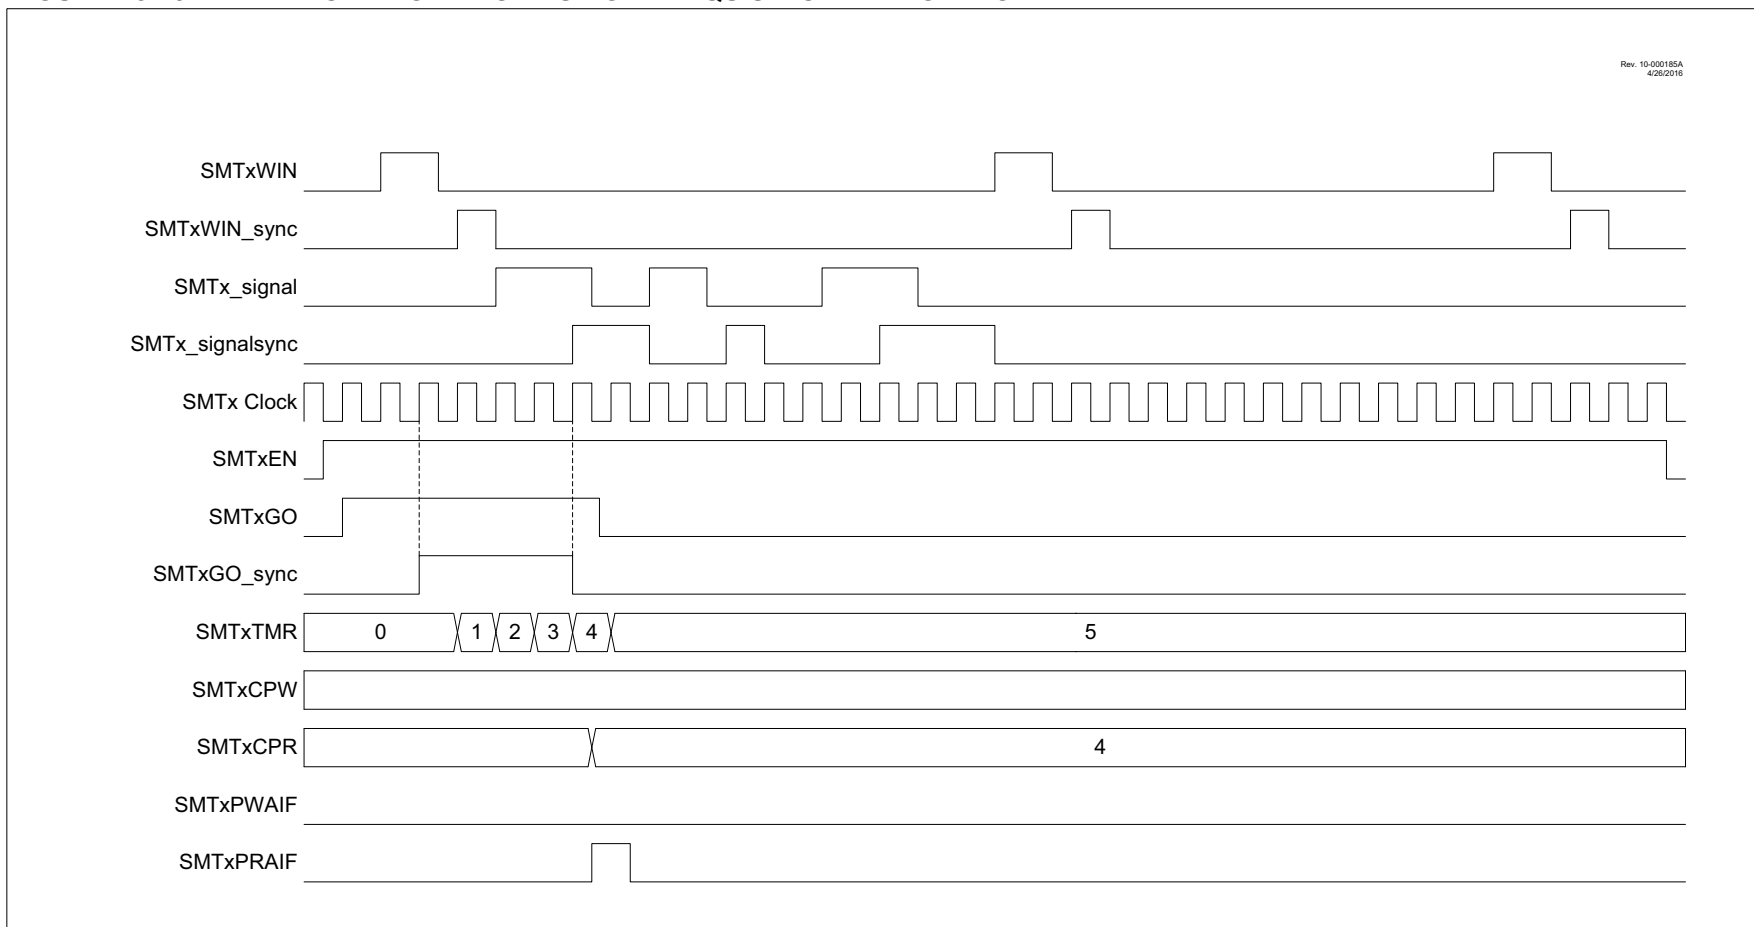 Rev. 10-000185A
4/26/2016
SMTxWIN
SMTxWIN_sync
SMTx_signal
SMTx_signalsync
SMTx Clock
SMTxEN
SMTxGO
SMTxGO_sync
SMTxTMR 0 1 2 3 4 5
SMTxCPW
SMTxCPR 4
SMTxPWAIF
SMTxPRAIF